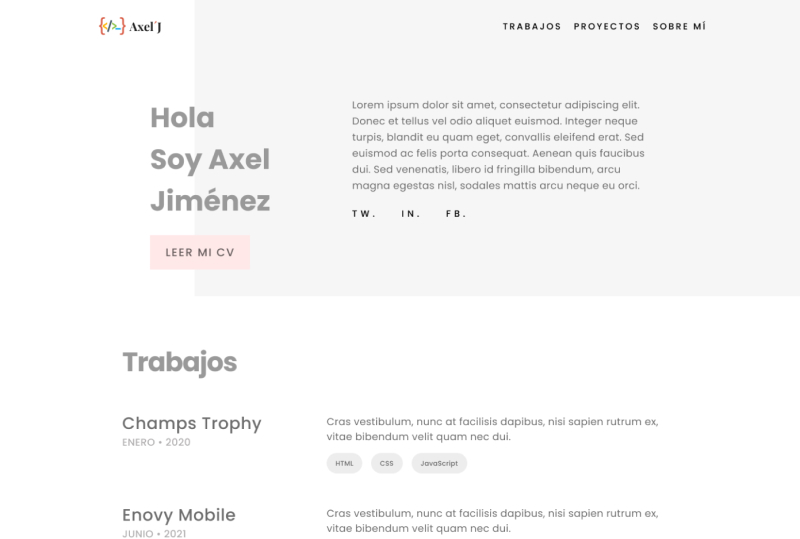 {</>_} Axel´J
TRABAJOS PROYECTOS SOBRE MÍ
Hola
Soy Axel
Jiménez
LEER MI CV
Lorem ipsum dolor sit amet, consectetur adipiscing elit.
Donec et tellus vel odio aliquet euismod. Integer neque
turpis, blandit eu quam eget, convallis eleifend erat. Sed
euismod ac felis porta consequat. Aenean quis faucibus
dui. Sed venenatis, libero id fringilla bibendum, arcu
magna egestas nisl, sodales mattis arcu neque eu orci.
TW. IN. FB.
Trabajos
Champs Trophy
ENERO • 2020
Cras vestibulum, nunc at facilisis dapibus, nisi sapien rutrum ex,
vitae bibendum velit quam nec dui.
HTML CSS JavaScript
Enovy Mobile
JUNIO • 2021
Cras vestibulum, nunc at facilisis dapibus, nisi sapien rutrum ex,
vitae bibendum velit quam nec dui.